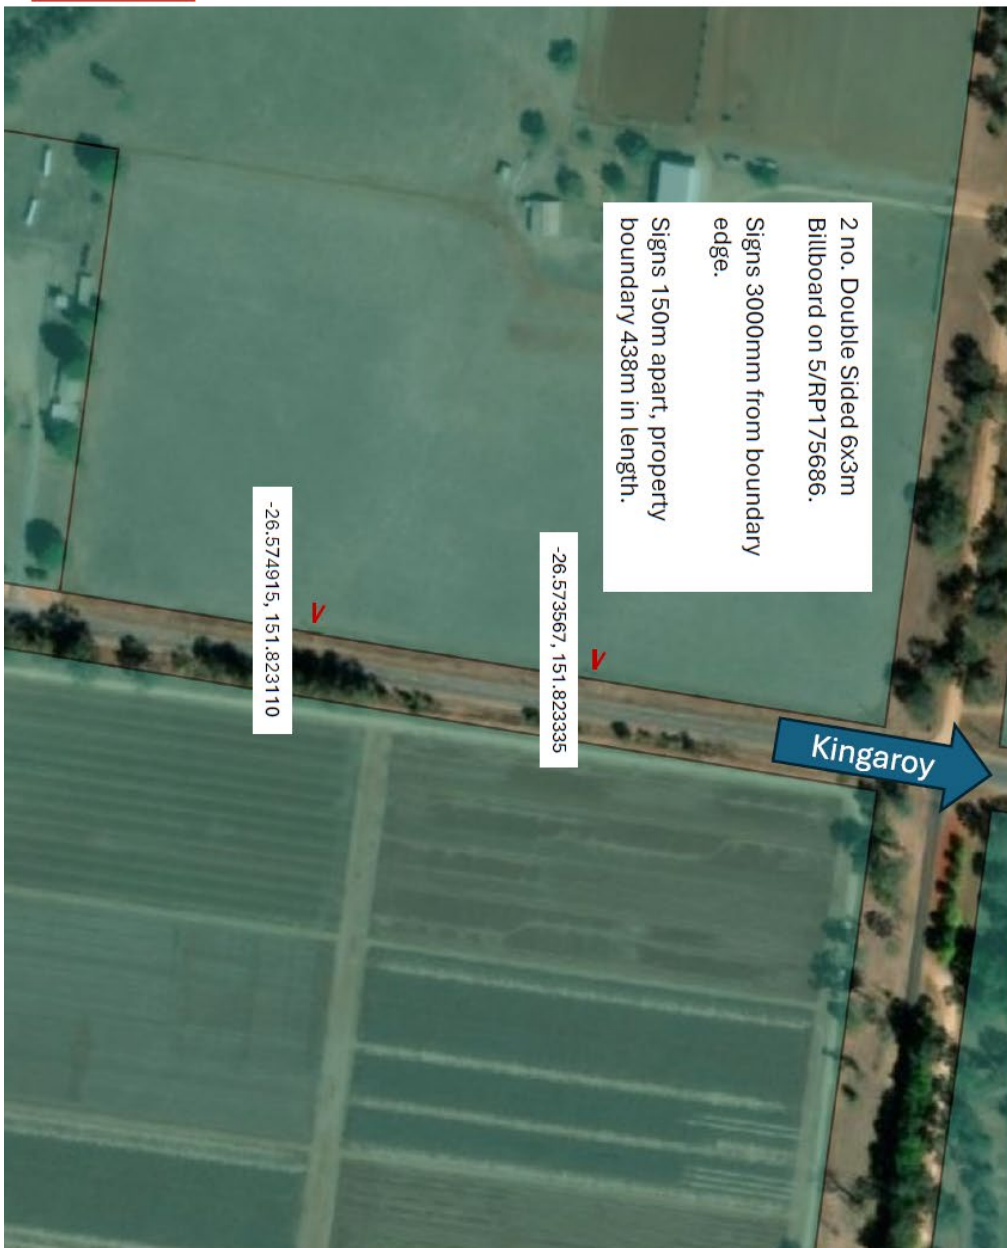 2 no. Double Sided 6x3m
Billboard on 5/RP175686.
Signs 3000mm from boundary
edge.
Signs 150m apart, property
boundary 438m in length.
-26.574915, 151.823110
-26.573567, 151.823335
Kingaroy